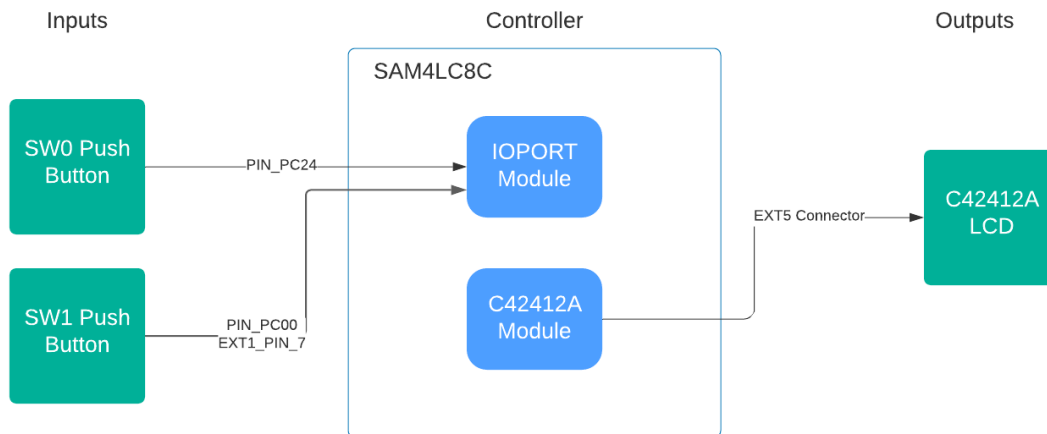 Inputs
Controller
Outputs
SAM4LC8C
SW0 Push
Button
PIN_PC24
IOPORT
Module
EXT5 Connector
C42412A
LCD
SW1 Push
Button
PIN_PC00
EXT1_PIN_7
C42412A
Module